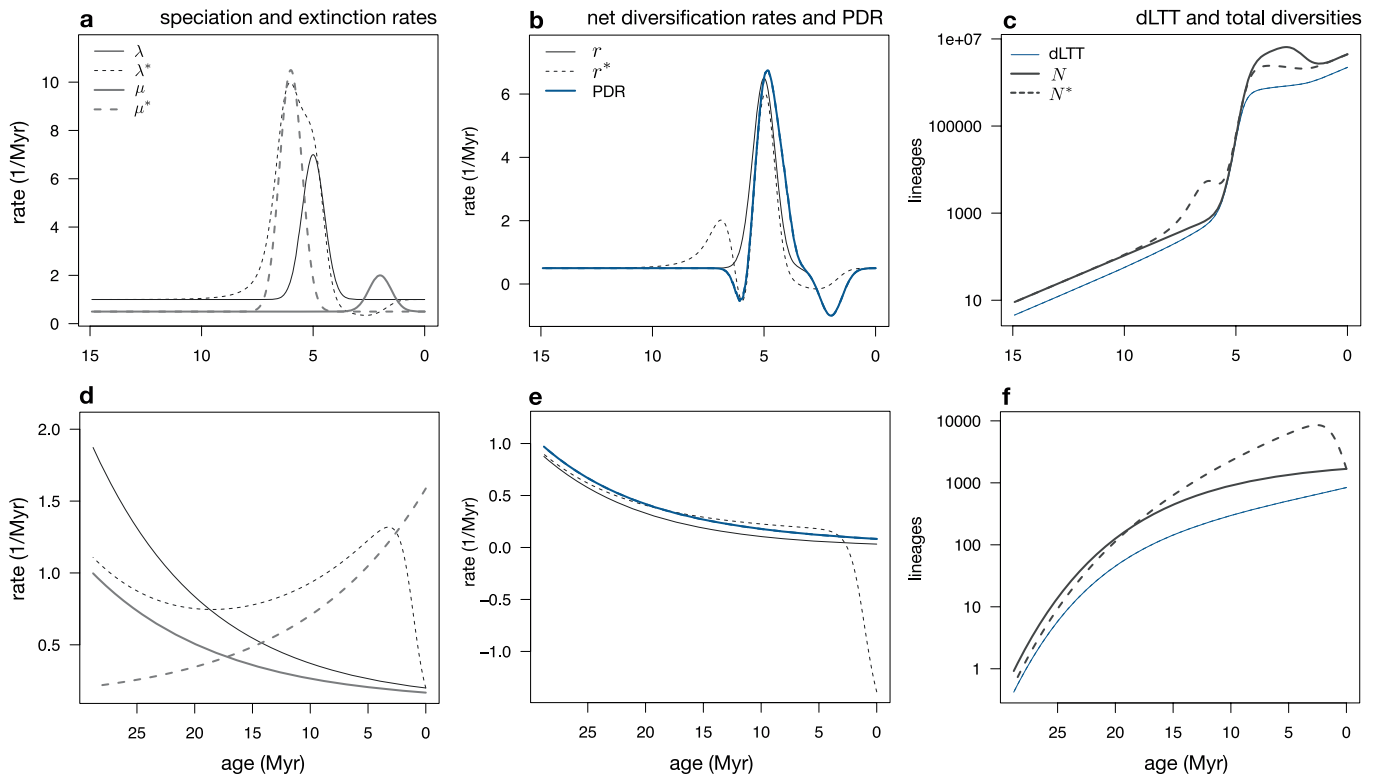 a speciation and extinction rates
λ
λ*
μ
μ*
rate (1/Myr)
10
8
6
4
2
0
15 10 5 0
b net diversification rates and PDR
r
r*
PDR
rate (1/Myr)
6
4
2
0
15 10 5 0
c dLTT and total diversities
dLTT
N
N*
lineages
1e+07
100000
1000
10
15 10 5 0
d
rate (1/Myr)
2.0
1.5
1.0
0.5
25 20 15 10 5 0
age (Myr)
e
rate (1/Myr)
1.0
0.5
0.0
−0.5
−1.0
25 20 15 10 5 0
age (Myr)
f
lineages
10000
1000
100
10
1
25 20 15 10 5 0
age (Myr)